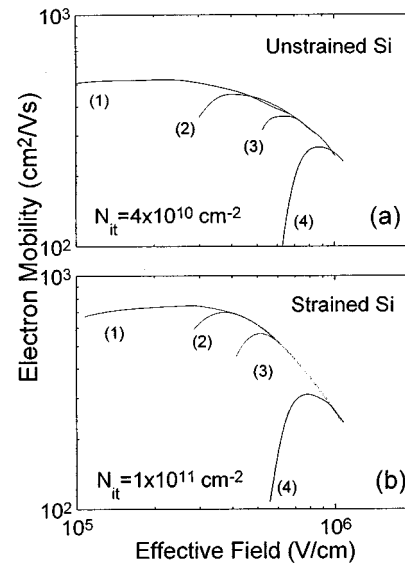 10³
Unstrained Si
(1)
(2)
(3)
(4)
N_it=4x10¹⁰ cm⁻²
(a)
10²
Electron Mobility (cm²/Vs)
10³
Strained Si
(1)
(2)
(3)
(4)
N_it=1x10¹¹ cm⁻²
(b)
10²
10⁵
10⁶
Effective Field (V/cm)